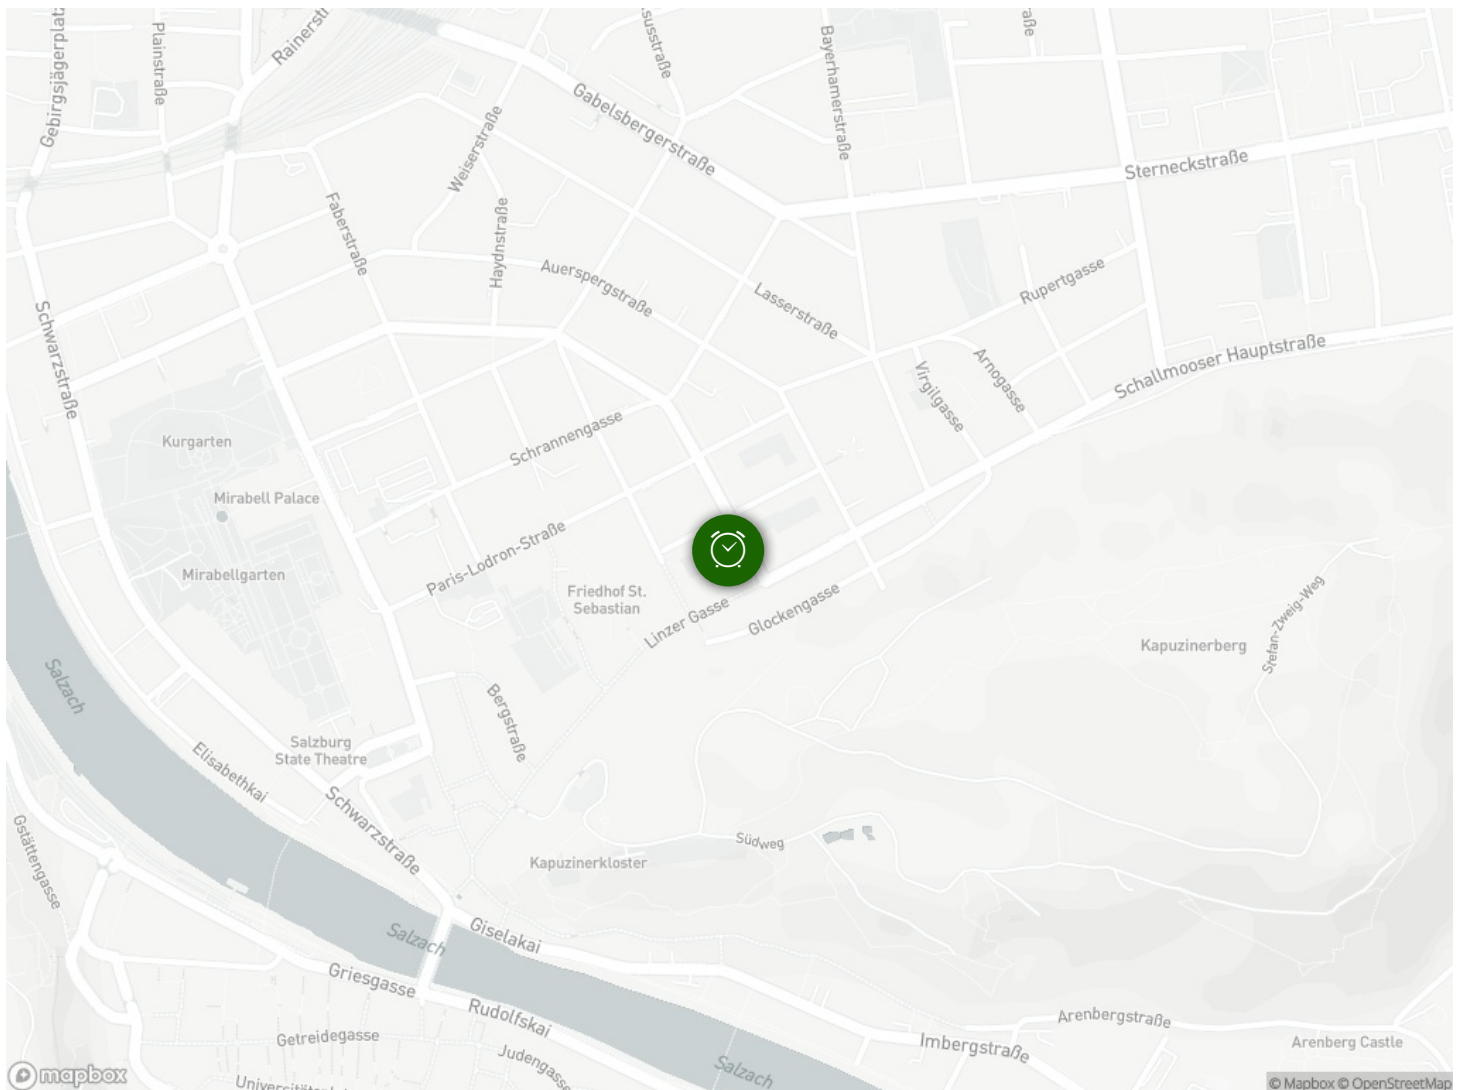 Gebirgsjägerplatz
Plainstraße
Rainerstr
Weiserstraße
Gabelsbergerstraße
Bayerhamerstraße
Sterneckstraße
Faberstraße
Haydnstraße
Auerspergstraße
Lasserstraße
Rupertgasse
Schwarzstraße
Virgilgasse
Arnogasse
Schallmooser Hauptstraße
Kurgarten
Schrannengasse
Mirabell Palace
Paris-Lodron-Straße
Mirabellgarten
Friedhof St.
Sebastian
Linzer Gasse
Glockengasse
Kapuzinerberg
Stefan-Zweig-Weg
Salzach
Bergstraße
Salzburg
State Theatre
Elisabethkai
Schwarzstraße
Gstättengasse
Südweg
Kapuzinerkloster
Salzach
Giselakai
Griesgasse
Rudolfskai
Getreidegasse
Judengasse
Salzach
Imbergstraße
Arenbergstraße
Arenberg Castle
mapbox
© Mapbox © OpenStreetMap